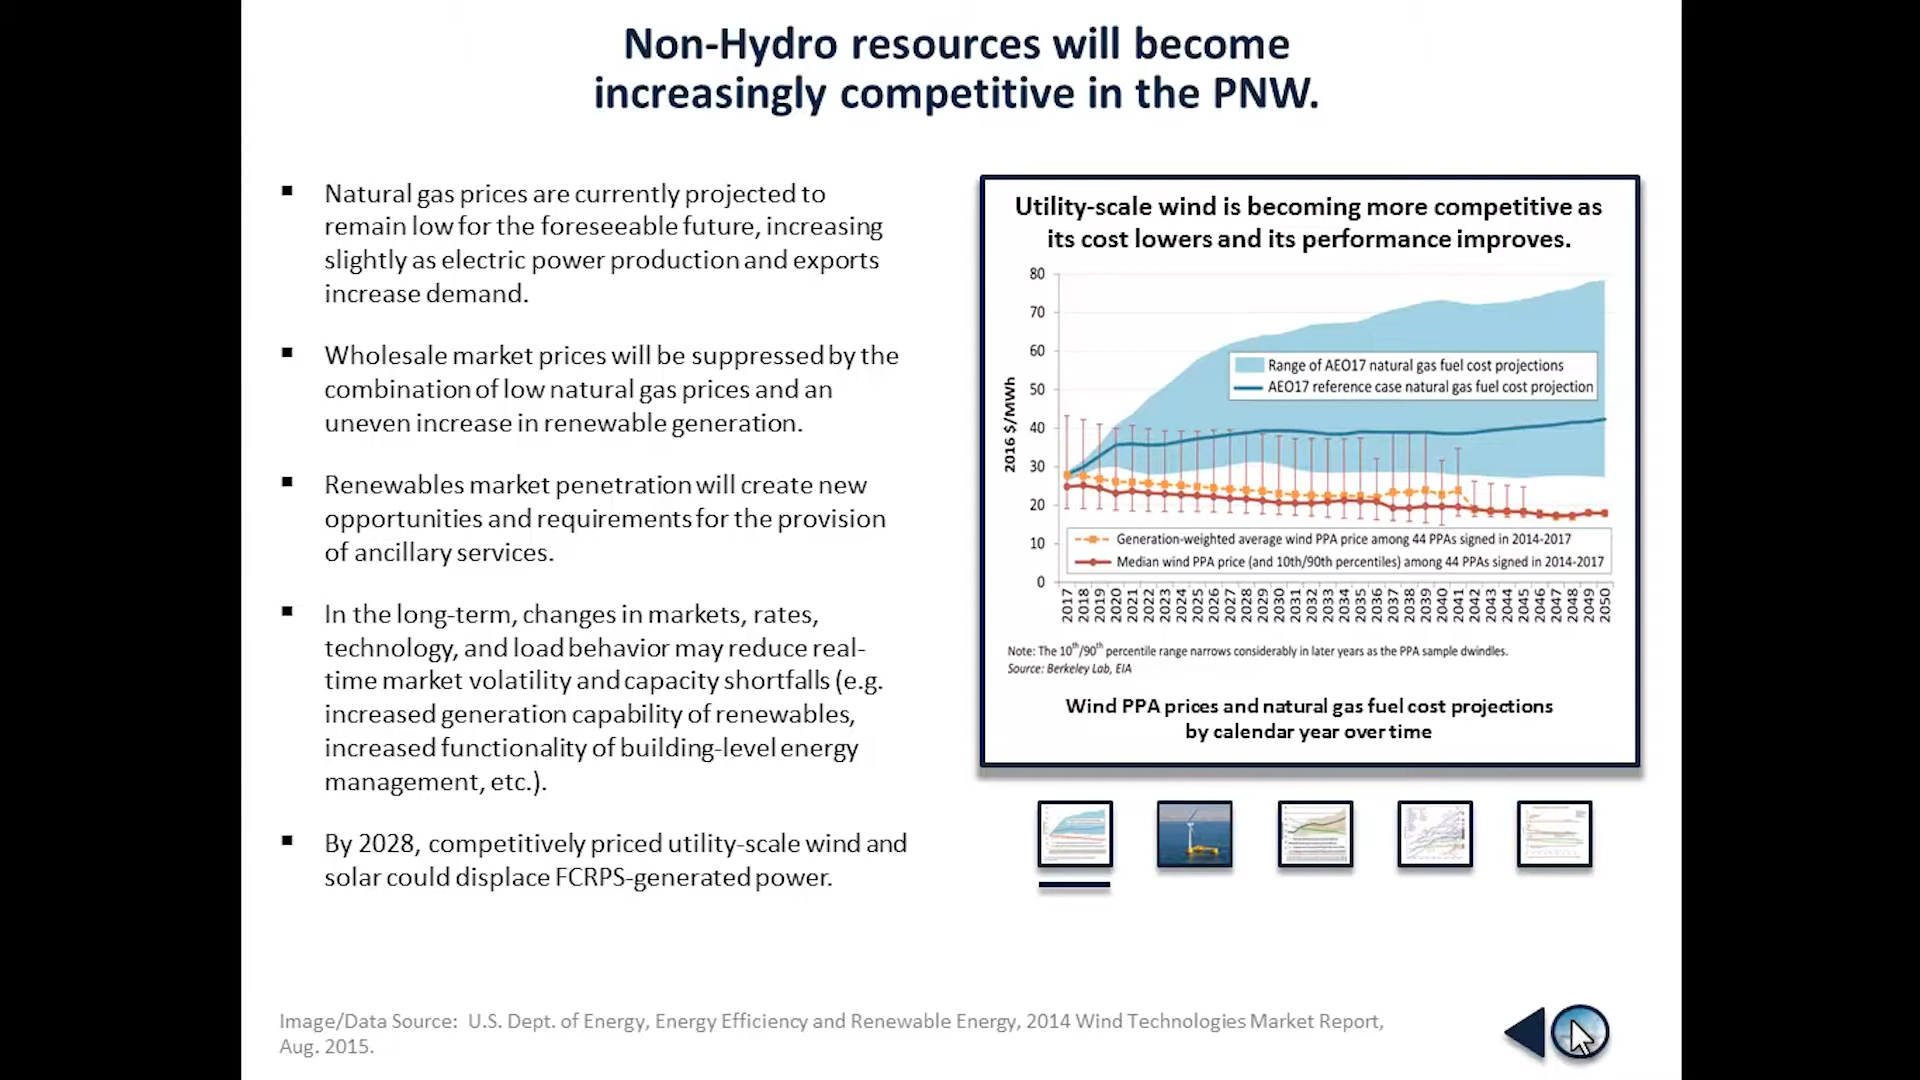 Non-Hydro resources will become
increasingly competitive in the PNW.
Natural gas prices are currently projected to
remain low for the foreseeable future, increasing
slightly as electric power production and exports
increase demand.
Wholesale market prices will be suppressed by the
combination of low natural gas prices and an
uneven increase in renewable generation.
Renewables market penetration will create new
opportunities and requirements for the provision
of ancillary services.
In the long-term, changes in markets, rates,
technology, and load behavior may reduce real-
time market volatility and capacity shortfalls (e.g.
increased generation capability of renewables,
increased functionality of building-level energy
management, etc.).
By 2028, competitively priced utility-scale wind and
solar could displace FCRPS-generated power.
Utility-scale wind is becoming more competitive as
its cost lowers and its performance improves.
80
70
60
50
40
30
20
10
0
2016 $/MWh
Range of AEO17 natural gas fuel cost projections
AEO17 reference case natural gas fuel cost projection
Generation-weighted average wind PPA price among 44 PPAs signed in 2014-2017
Median wind PPA price (and 10th/90th percentiles) among 44 PPAs signed in 2014-2017
2017 2018 2019 2020 2021 2022 2023 2024 2025 2026 2027 2028 2029 2030 2031 2032 2033 2034 2035 2036 2037 2038 2039 2040 2041 2042 2043 2044 2045 2046 2047 2048 2049 2050
Note: The 10th/90th percentile range narrows considerably in later years as the PPA sample dwindles.
Source: Berkeley Lab, EIA
Wind PPA prices and natural gas fuel cost projections
by calendar year over time
Image/Data Source: U.S. Dept. of Energy, Energy Efficiency and Renewable Energy, 2014 Wind Technologies Market Report,
Aug. 2015.